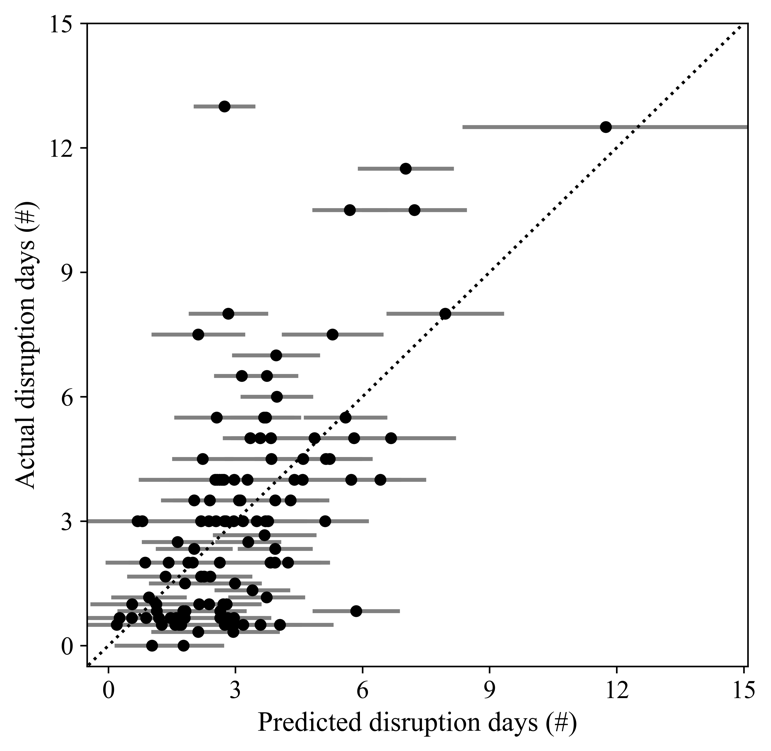 15
12
9
6
3
0
Actual disruption days (#)
0 3 6 9 12 15
Predicted disruption days (#)